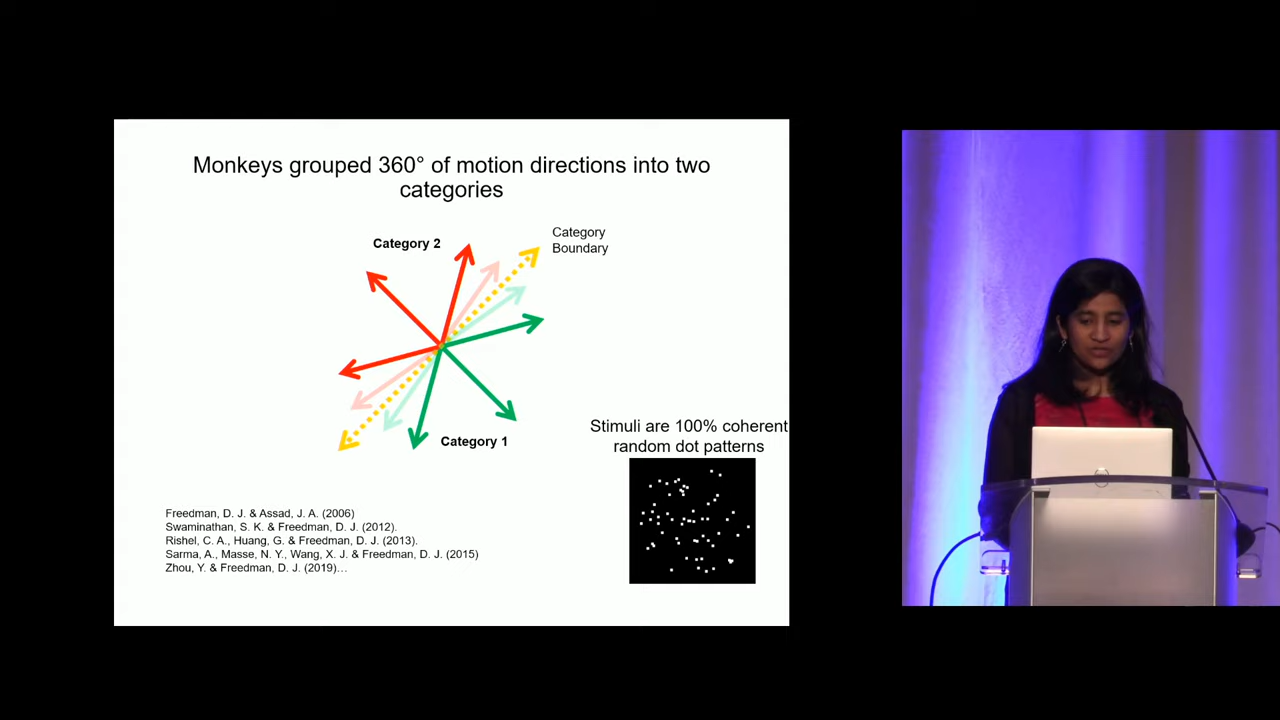 Monkeys grouped 360° of motion directions into two
categories
Category 2
Category
Boundary
Category 1
Stimuli are 100% coherent
random dot patterns
Freedman, D. J. & Assad, J. A. (2006)
Swaminathan, S. K. & Freedman, D. J. (2012).
Rishel, C. A., Huang, G. & Freedman, D. J. (2013).
Sarma, A., Masse, N. Y., Wang, X. J. & Freedman, D. J. (2015)
Zhou, Y. & Freedman, D. J. (2019)…